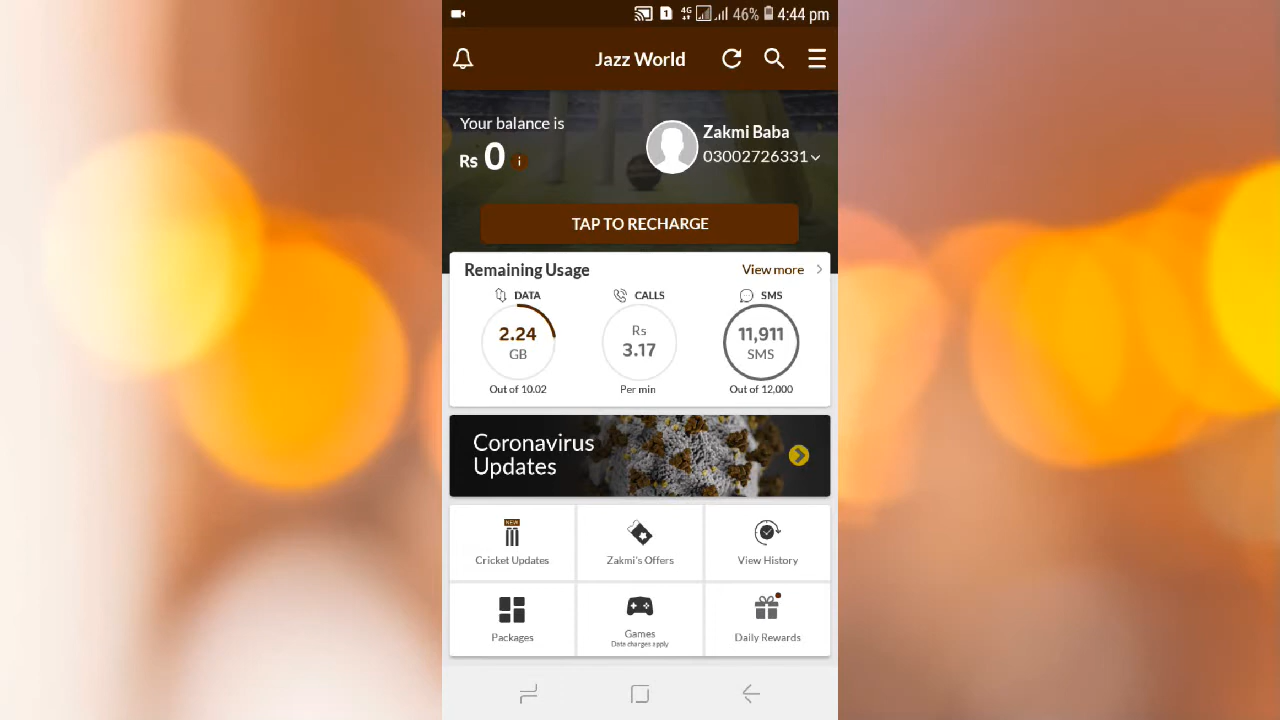 1 4G 46% 4:44 pm
Jazz World
Your balance is
Rs 0 i
Zakmi Baba
03002726331
TAP TO RECHARGE
Remaining Usage
View more
DATA
CALLS
SMS
2.24
GB
Rs
3.17
11,911
SMS
Out of 10.02
Per min
Out of 12,000
Coronavirus
Updates
NEW
Cricket Updates
Zakmi's Offers
View History
Packages
Games
Data charges apply
Daily Rewards